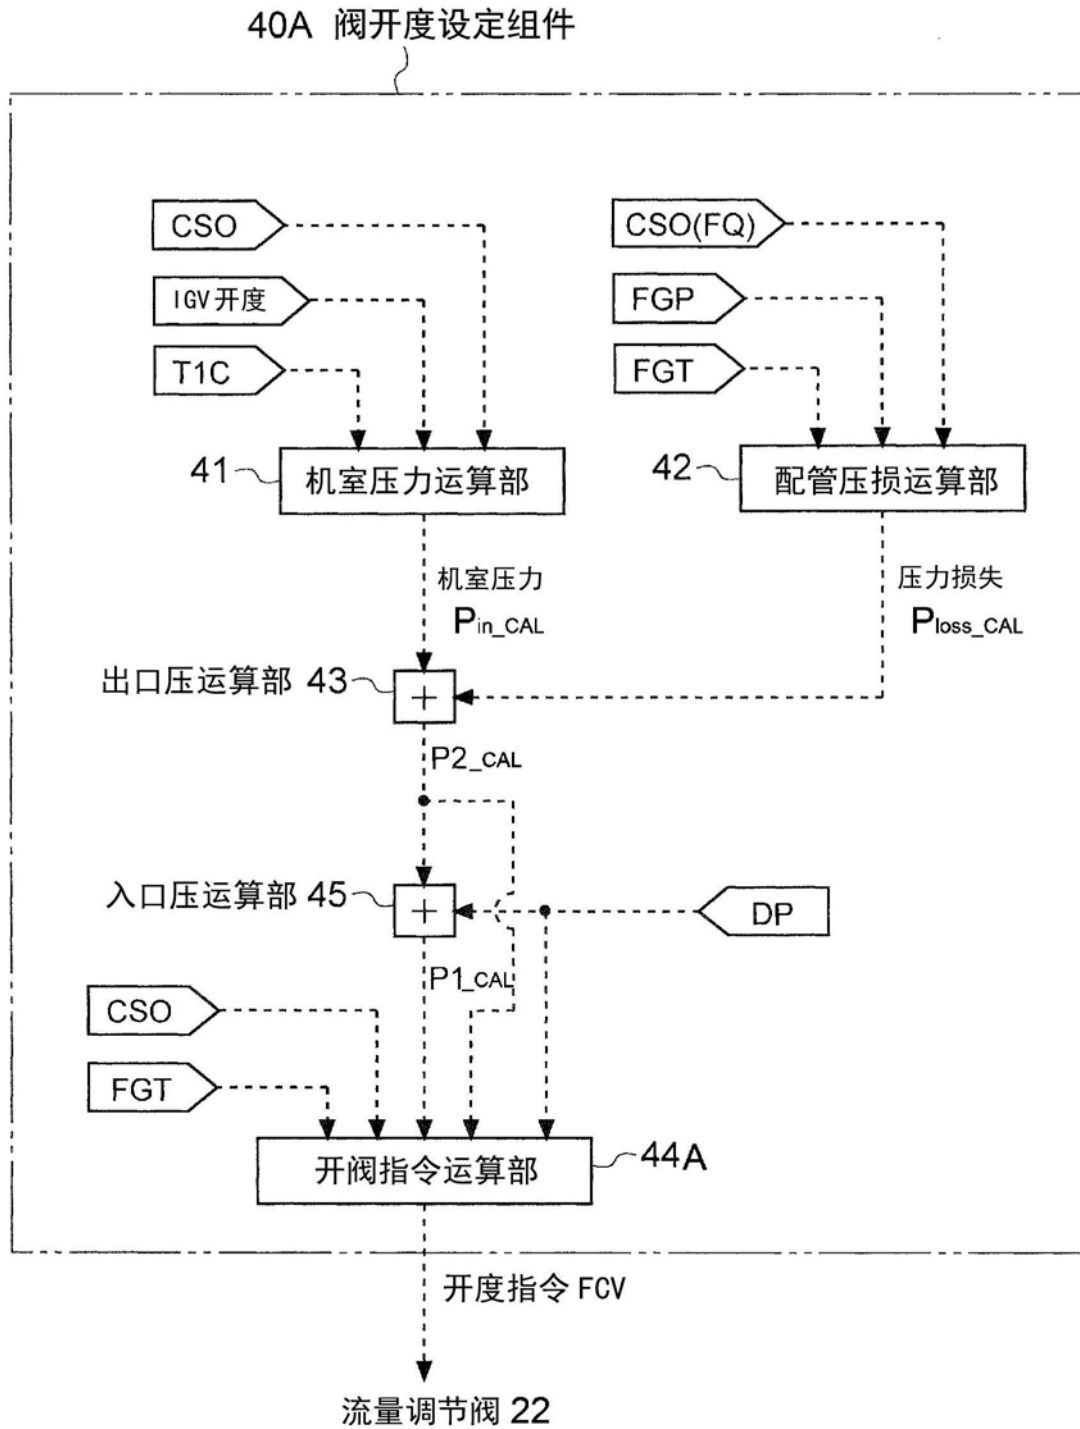 40A 阀开度设定组件
CSO
CSO(FQ)
IGV开度
FGP
T1C
FGT
41
机室压力运算部
42
配管压损运算部
机室压力
Pin_CAL
压力损失
Ploss_CAL
出口压运算部 43
+
P2_CAL
入口压运算部 45
+
DP
P1_CAL
CSO
FGT
开阀指令运算部
44A
开度指令 FCV
流量调节阀 22